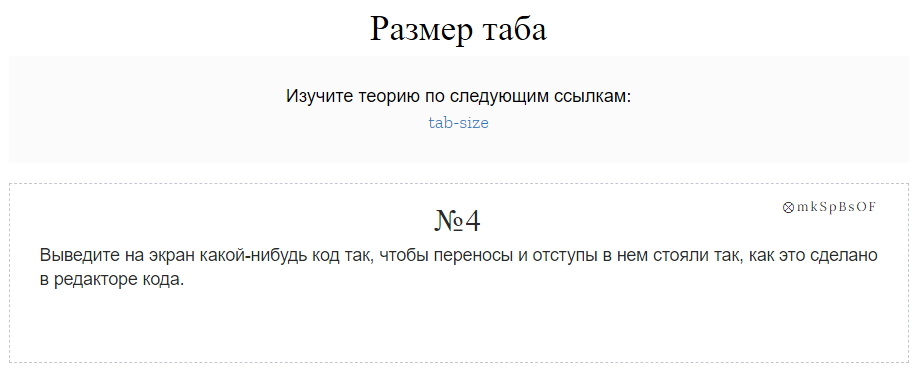 Размер таба
Изучите теорию по следующим ссылкам:
tab-size
⊗mkSpBsOF
№4
Выведите на экран какой-нибудь код так, чтобы переносы и отступы в нем стояли так, как это сделано
в редакторе кода.